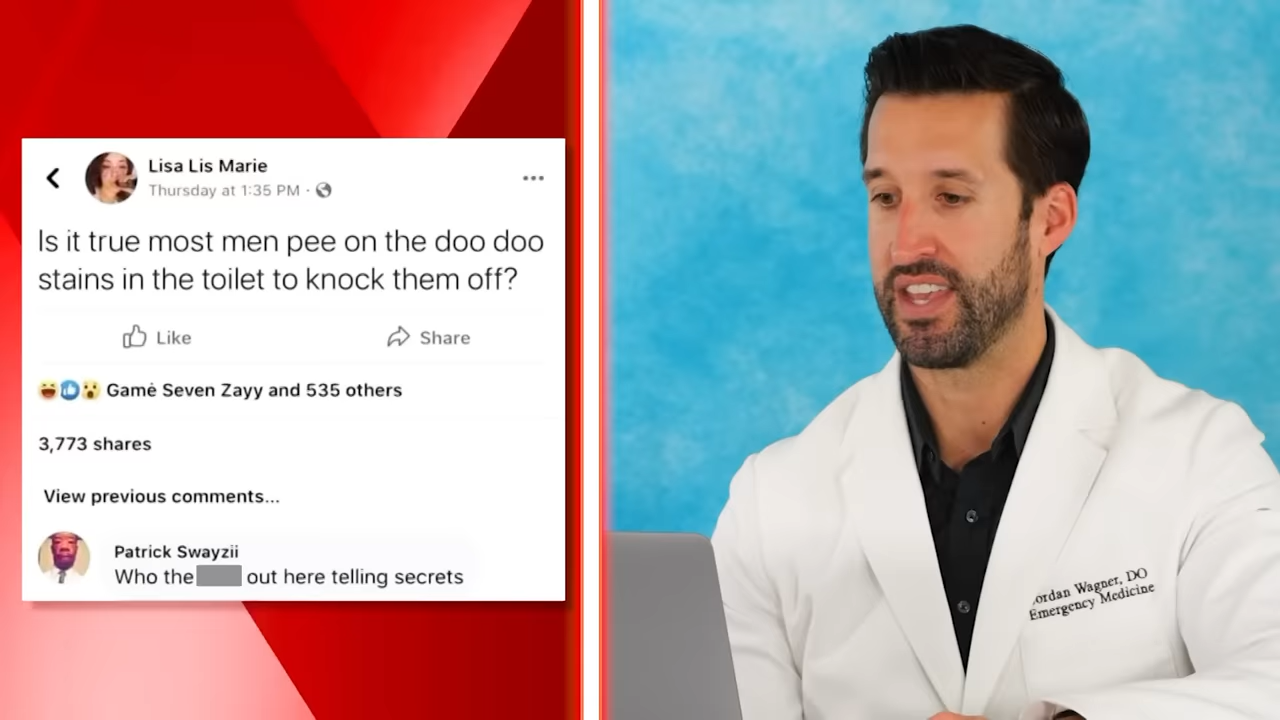 Lisa Lis Marie
Thursday at 1:35 PM ·
Is it true most men pee on the doo doo
stains in the toilet to knock them off?
Like
Share
Gamė Seven Zayy and 535 others
3,773 shares
View previous comments...
Patrick Swayzii
Who the out here telling secrets
Jordan Wagner, DO
Emergency Medicine